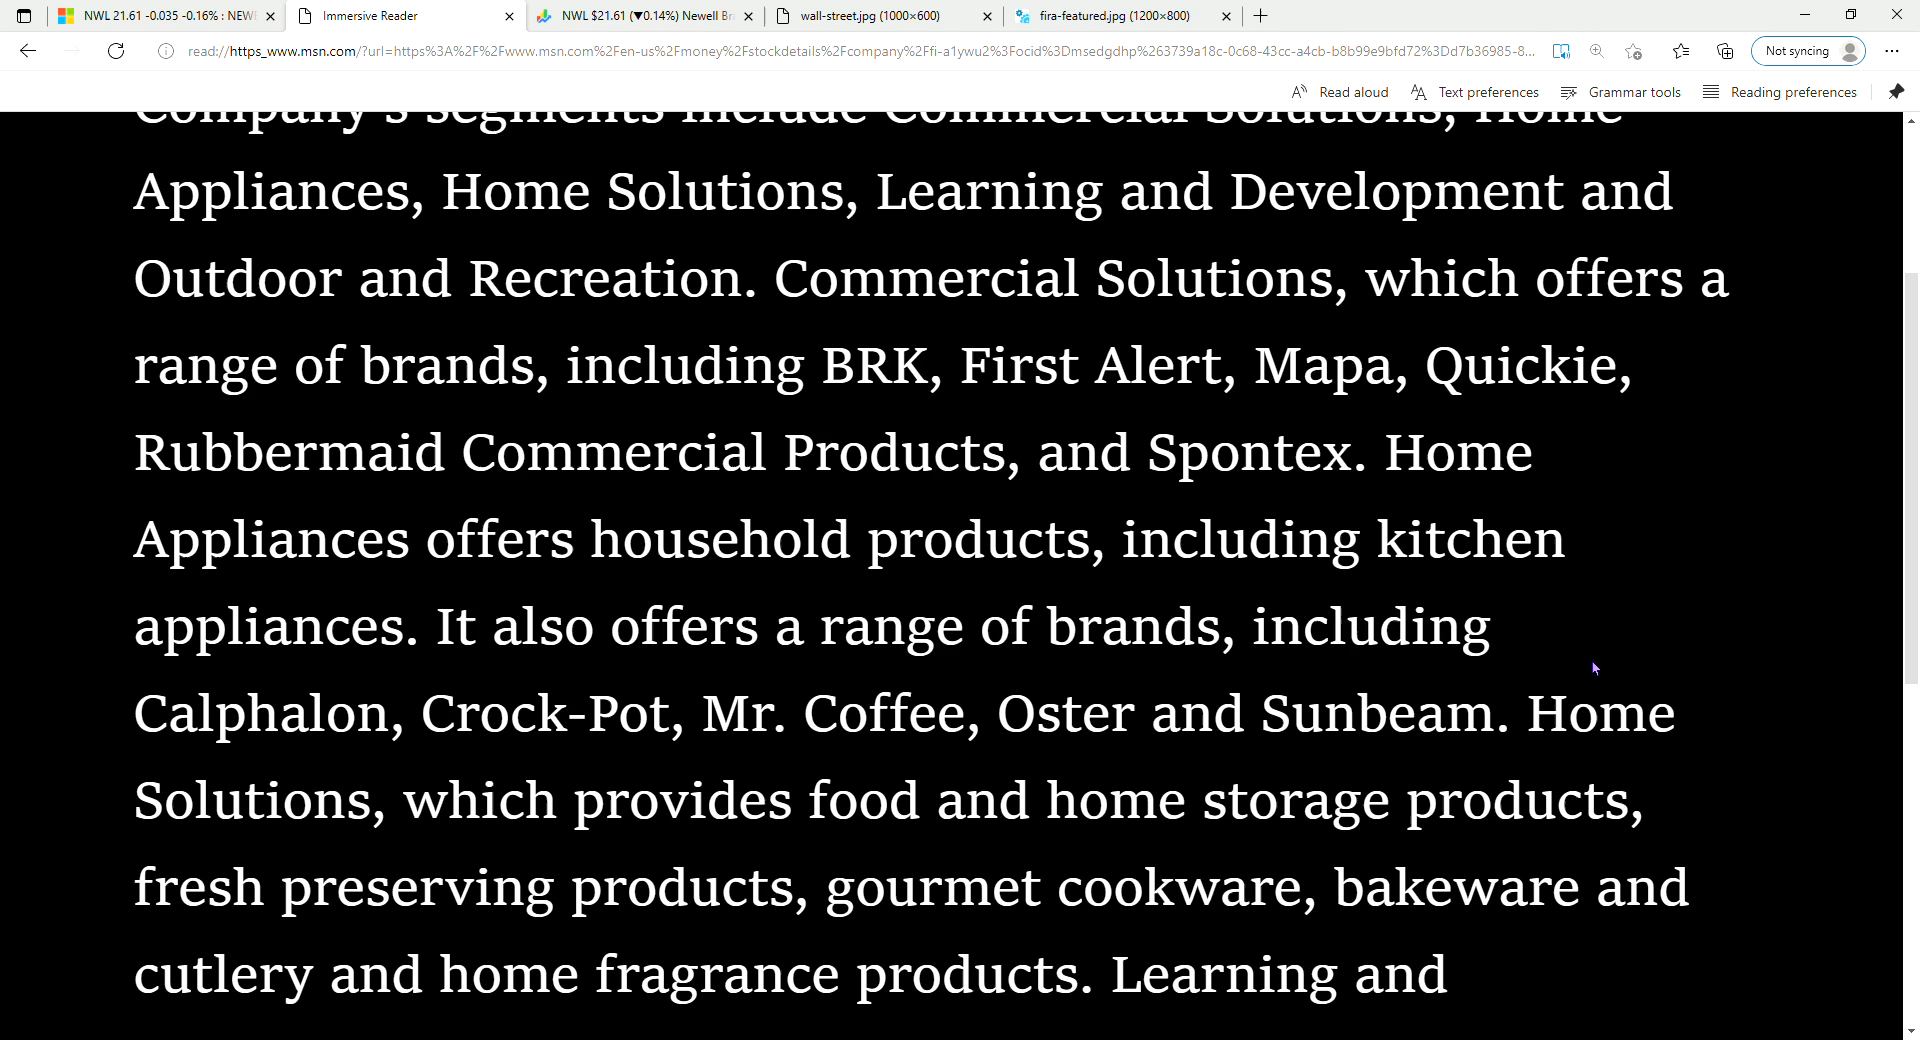 NWL 21.61 -0.035 -0.16% : NEWE
Immersive Reader
NWL $21.61 (▼0.14%) Newell Br
wall-street.jpg (1000×600)
fira-featured.jpg (1200×800)
read://https_www.msn.com/?url=https%3A%2F%2Fwww.msn.com%2Fen-us%2Fmoney%2Fstockdetails%2Fcompany%2Ffi-a1ywu2%3Focid%3Dmsedgdhp%263739a18c-0c68-43cc-a4cb-b8b99e9bfd72%3Dd7b36985-8...
Not syncing
Read aloud
Text preferences
Grammar tools
Reading preferences
Company's segments include Commercial Solutions, Home
Appliances, Home Solutions, Learning and Development and
Outdoor and Recreation. Commercial Solutions, which offers a
range of brands, including BRK, First Alert, Mapa, Quickie,
Rubbermaid Commercial Products, and Spontex. Home
Appliances offers household products, including kitchen
appliances. It also offers a range of brands, including
Calphalon, Crock-Pot, Mr. Coffee, Oster and Sunbeam. Home
Solutions, which provides food and home storage products,
fresh preserving products, gourmet cookware, bakeware and
cutlery and home fragrance products. Learning and